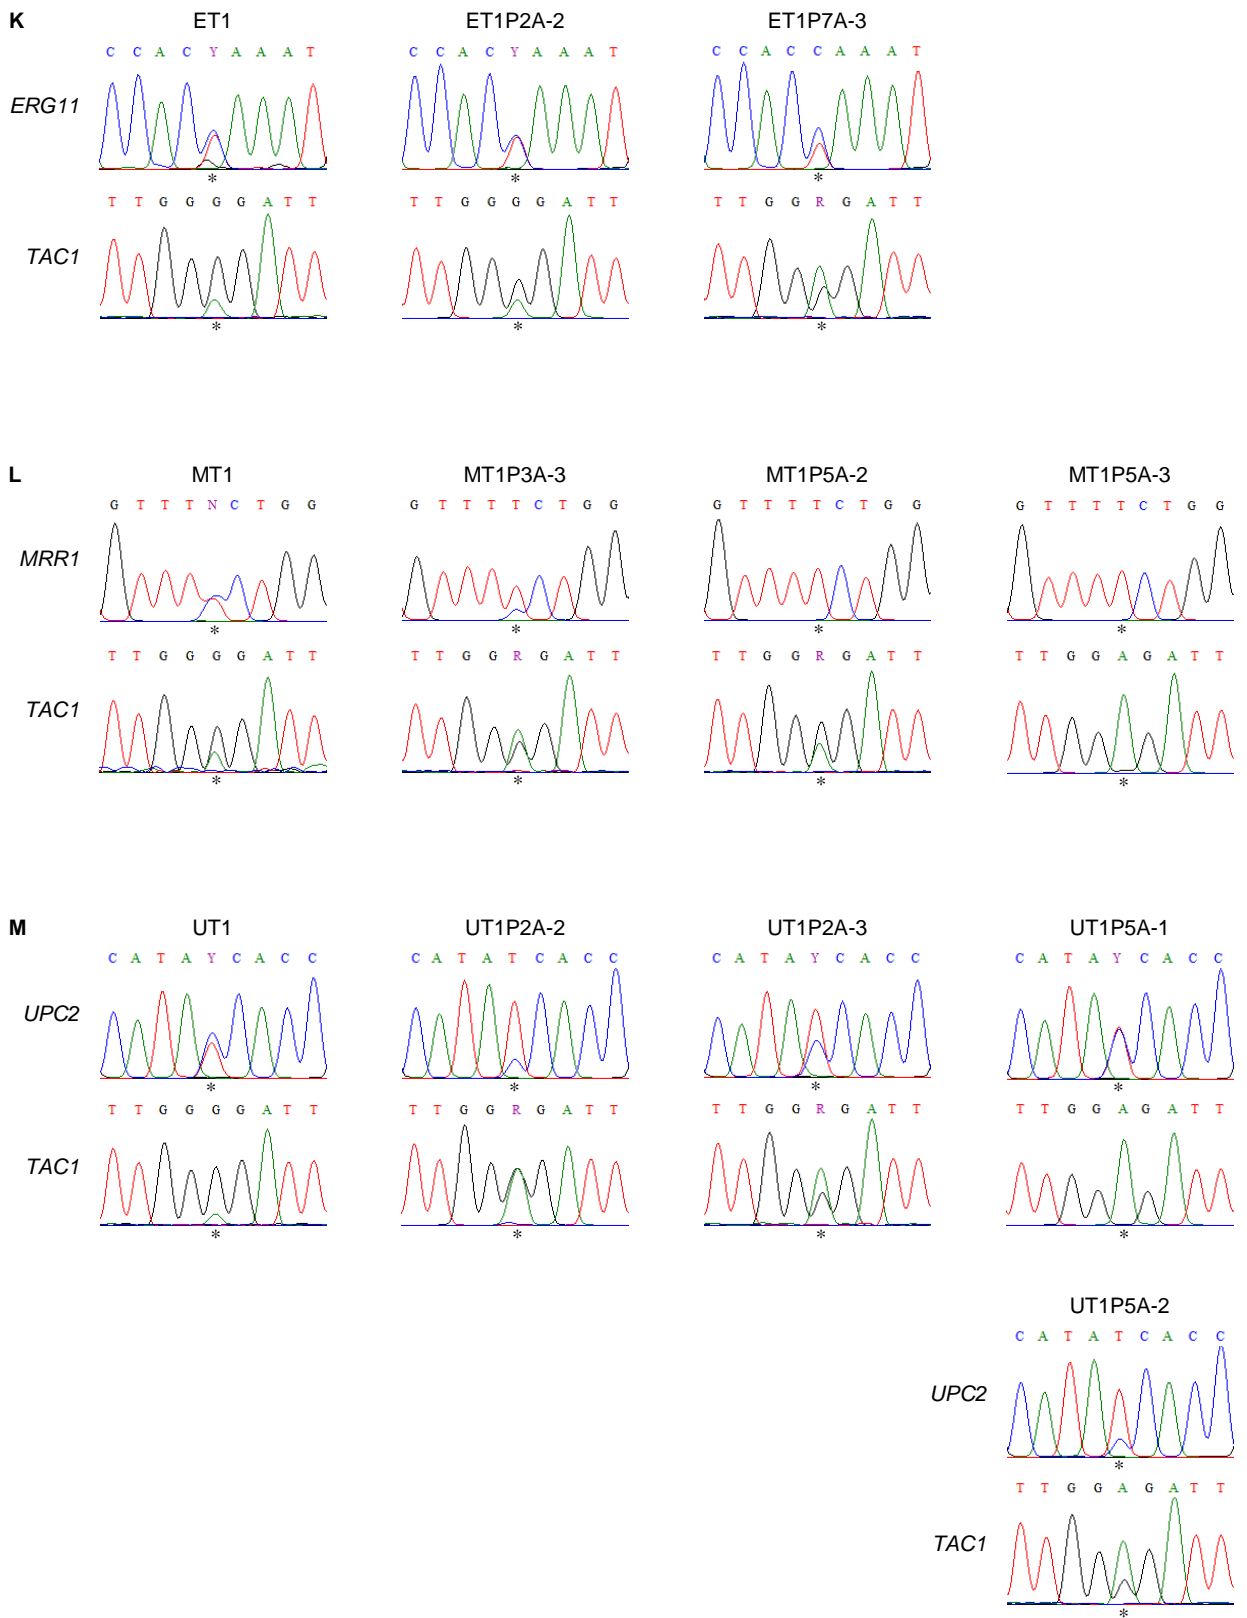 K ET1 ET1P2A-2 ET1P7A-3
C C A C Y A A A T C C A C Y A A A T C C A C C A A A T
ERG11
* * *
T T G G G G A T T T T G G G G A T T T T G G R G A T T
TAC1
* * *
L MT1 MT1P3A-3 MT1P5A-2 MT1P5A-3
G T T T N C T G G G T T T T C T G G G T T T T C T G G G T T T T C T G G
MRR1
* * * *
T T G G G G A T T T T G G R G A T T T T G G R G A T T T T G G A G A T T
TAC1
* * * *
M UT1 UT1P2A-2 UT1P2A-3 UT1P5A-1
C A T A Y C A C C C A T A T C A C C C A T A Y C A C C C A T A Y C A C C
UPC2
* * * *
T T G G G G A T T T T G G R G A T T T T G G R G A T T T T G G A G A T T
TAC1
* * * *
UT1P5A-2
C A T A T C A C C
UPC2
*
T T G G A G A T T
TAC1
*